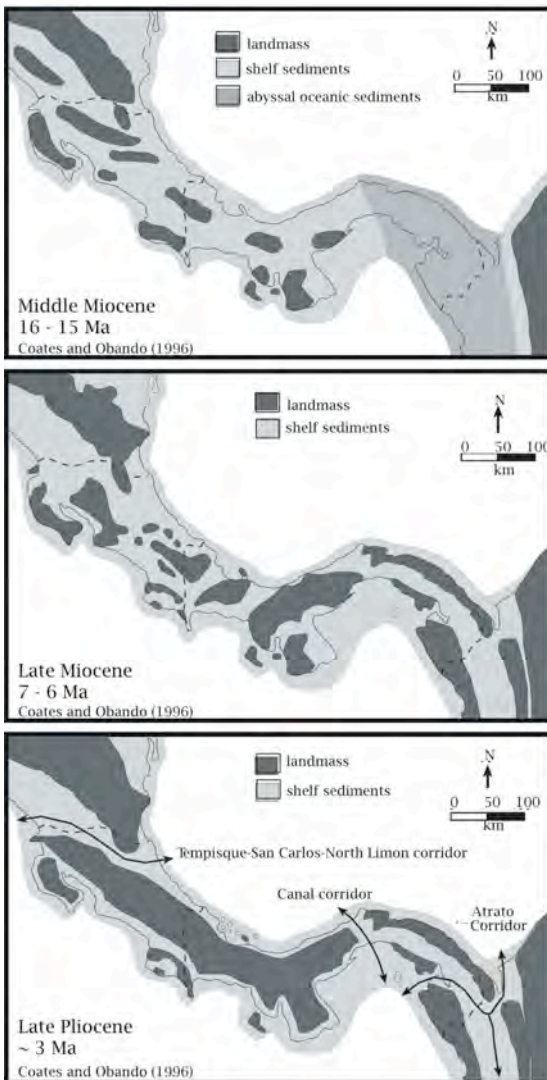 landmass
shelf sediments
abyssal oceanic sediments
N
0 50 100
km
Middle Miocene
16 - 15 Ma
Coates and Obando (1996)
landmass
shelf sediments
N
0 50 100
km
Late Miocene
7 - 6 Ma
Coates and Obando (1996)
landmass
shelf sediments
N
0 50 100
km
Tempisque-San Carlos-North Limon corridor
Canal corridor
Atrato
Corridor
Late Pliocene
~ 3 Ma
Coates and Obando (1996)